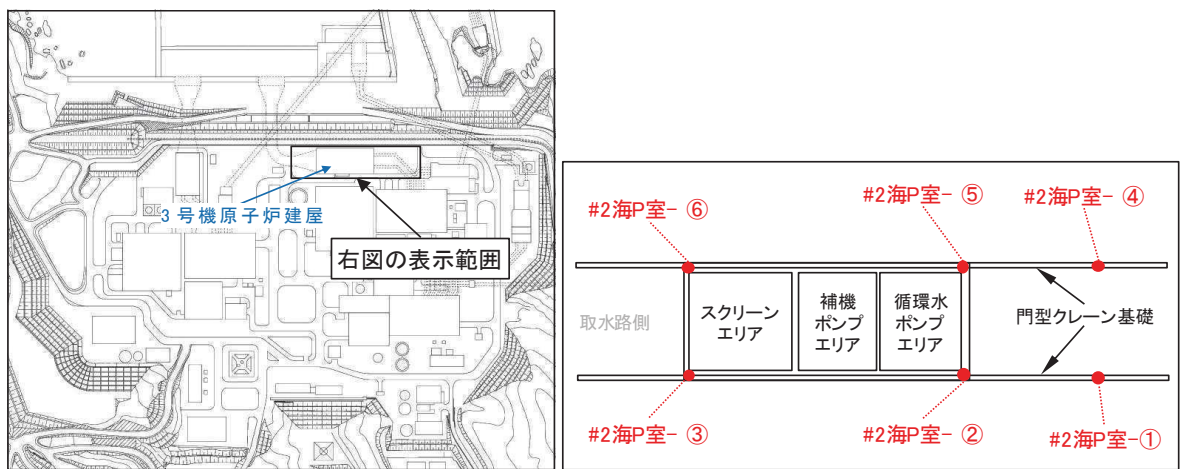 3号機原子炉建屋
右図の表示範囲
#2海P室- ⑥
#2海P室- ⑤
#2海P室- ④
取水路側
スクリーン
エリア
補機
ポンプ
エリア
循環水
ポンプ
エリア
門型クレーン基礎
#2海P室- ③
#2海P室- ②
#2海P室-①